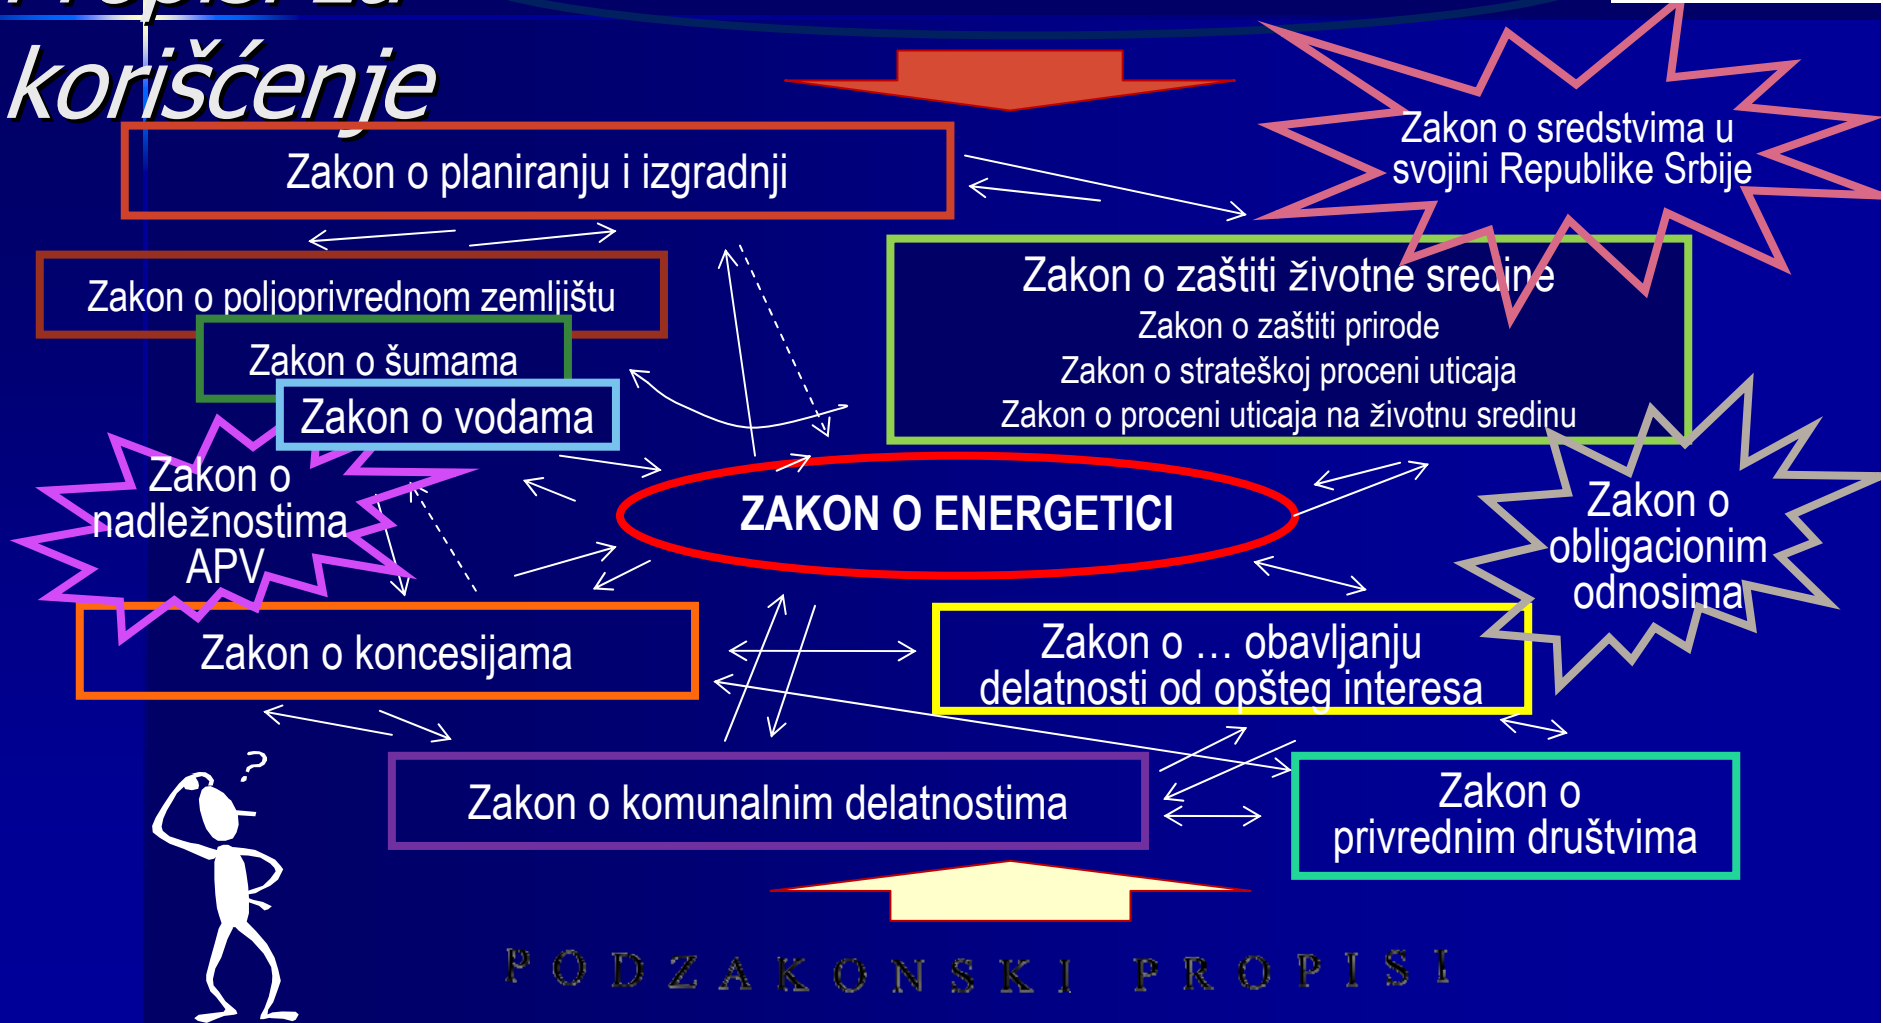 Propisi za
korišćenje
Zakon o planiranju i izgradnji
Zakon o sredstvima u
svojini Republike Srbije
Zakon o poljoprivrednom zemljištu
Zakon o šumama
Zakon o vodama
Zakon o zaštiti životne sredine
Zakon o zaštiti prirode
Zakon o strateškoj proceni uticaja
Zakon o proceni uticaja na životnu sredinu
Zakon o
nadležnostima
APV
ZAKON O ENERGETICI
Zakon o
obligacionim
odnosima
Zakon o koncesijama
Zakon o … obavljanju
delatnosti od opšteg interesa
?
Zakon o komunalnim delatnostima
Zakon o
privrednim društvima
PODZAKONSKI PROPISI